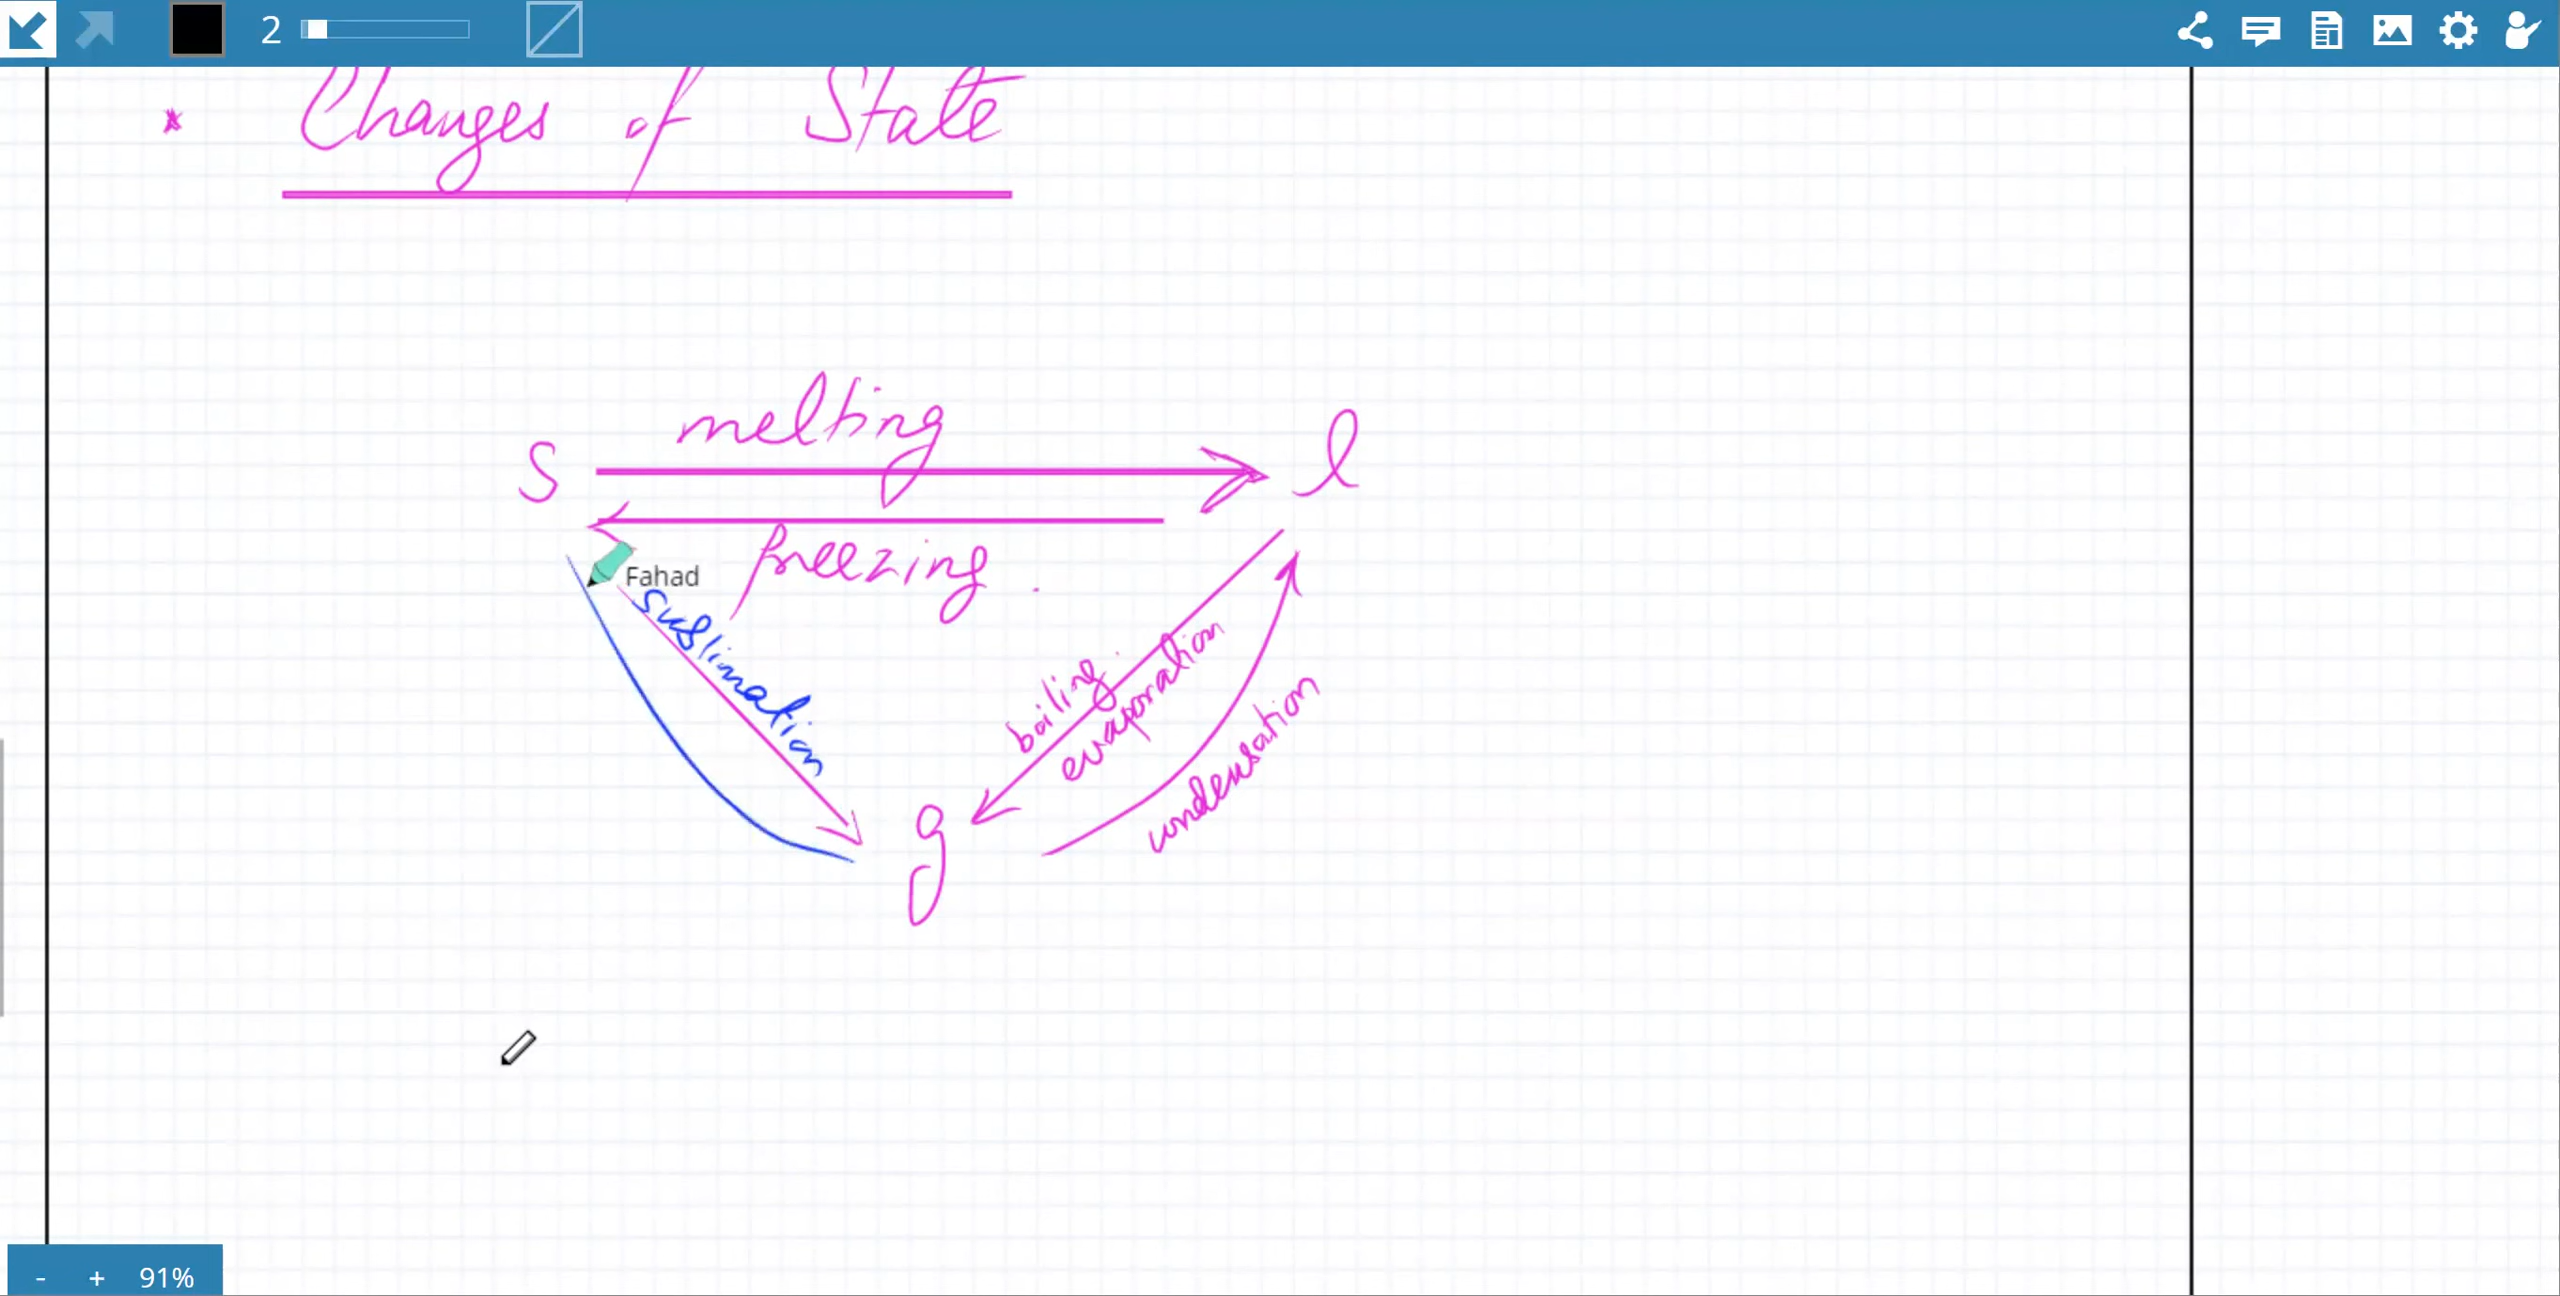 2
Changes of State
melting
s
l
freezing.
Fahad
sublimation
boiling
evaporation
condensation
g
- + 91%